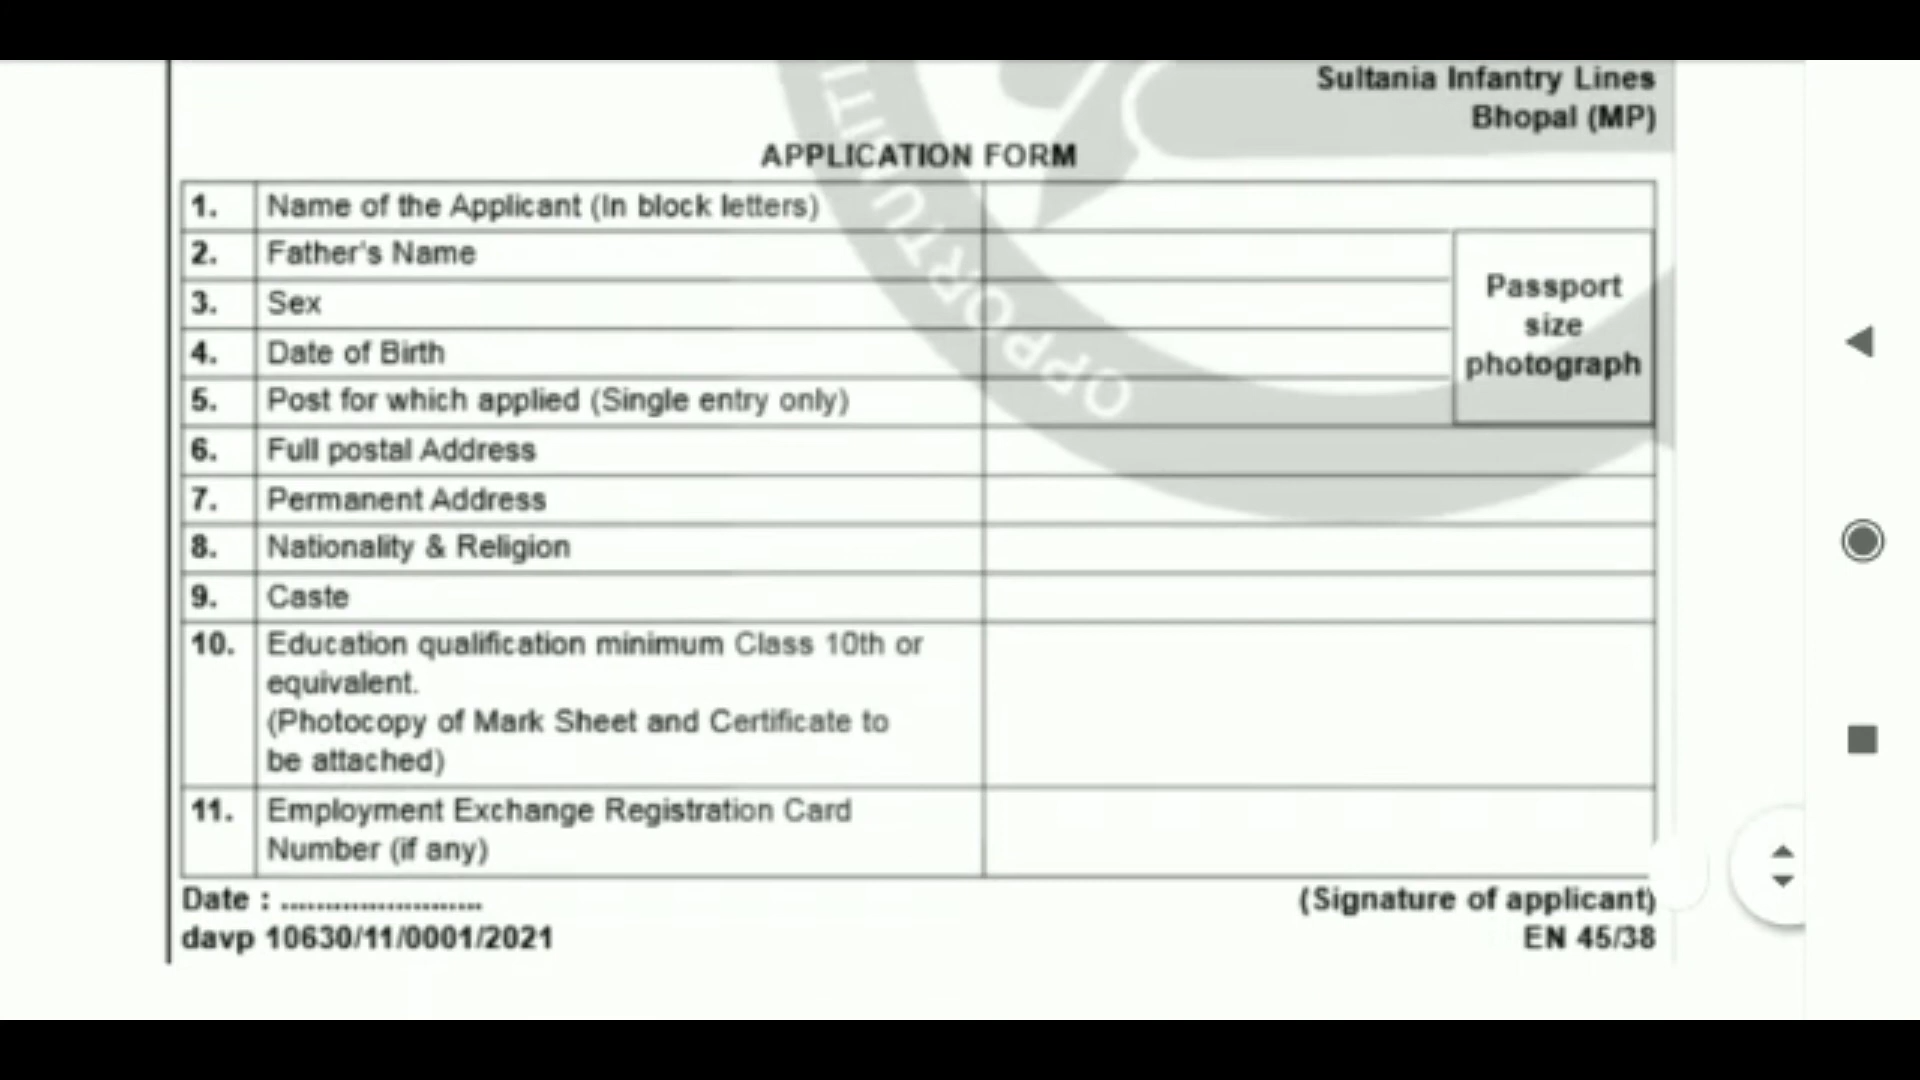 Sultania Infantry Lines
Bhopal (MP)
APPLICATION FORM
1. Name of the Applicant (In block letters)
2. Father's Name
3. Sex
4. Date of Birth
5. Post for which applied (Single entry only)
Passport
size
photograph
6. Full postal Address
7. Permanent Address
8. Nationality & Religion
9. Caste
10. Education qualification minimum Class 10th or
equivalent.
(Photocopy of Mark Sheet and Certificate to
be attached)
11. Employment Exchange Registration Card
Number (if any)
Date : .......................
(Signature of applicant)
davp 10630/11/0001/2021
EN 45/38
OPPORTUSITI